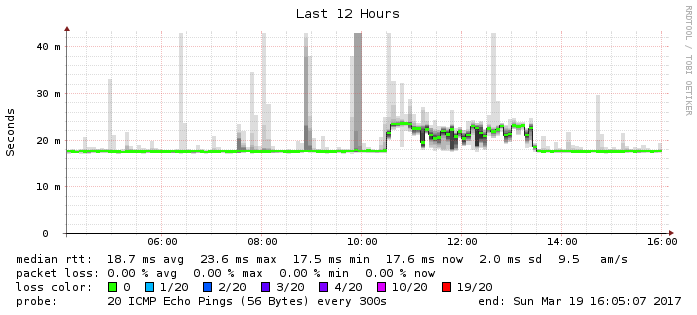 Last 12 Hours
RRDTOOL / TOBI OETIKER
Seconds
40 m
30 m
20 m
10 m
0
06:00 08:00 10:00 12:00 14:00 16:00
median rtt: 18.7 ms avg 23.6 ms max 17.5 ms min 17.6 ms now 2.0 ms sd 9.5 am/s
packet loss: 0.00 % avg 0.00 % max 0.00 % min 0.00 % now
loss color: 0 1/20 2/20 3/20 4/20 10/20 19/20
probe: 20 ICMP Echo Pings (56 Bytes) every 300s end: Sun Mar 19 16:05:07 2017